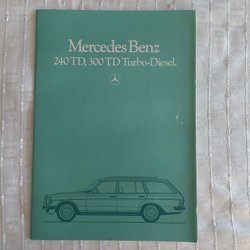 Mercedes Benz
240 TD, 300 TD Turbo-Diesel.